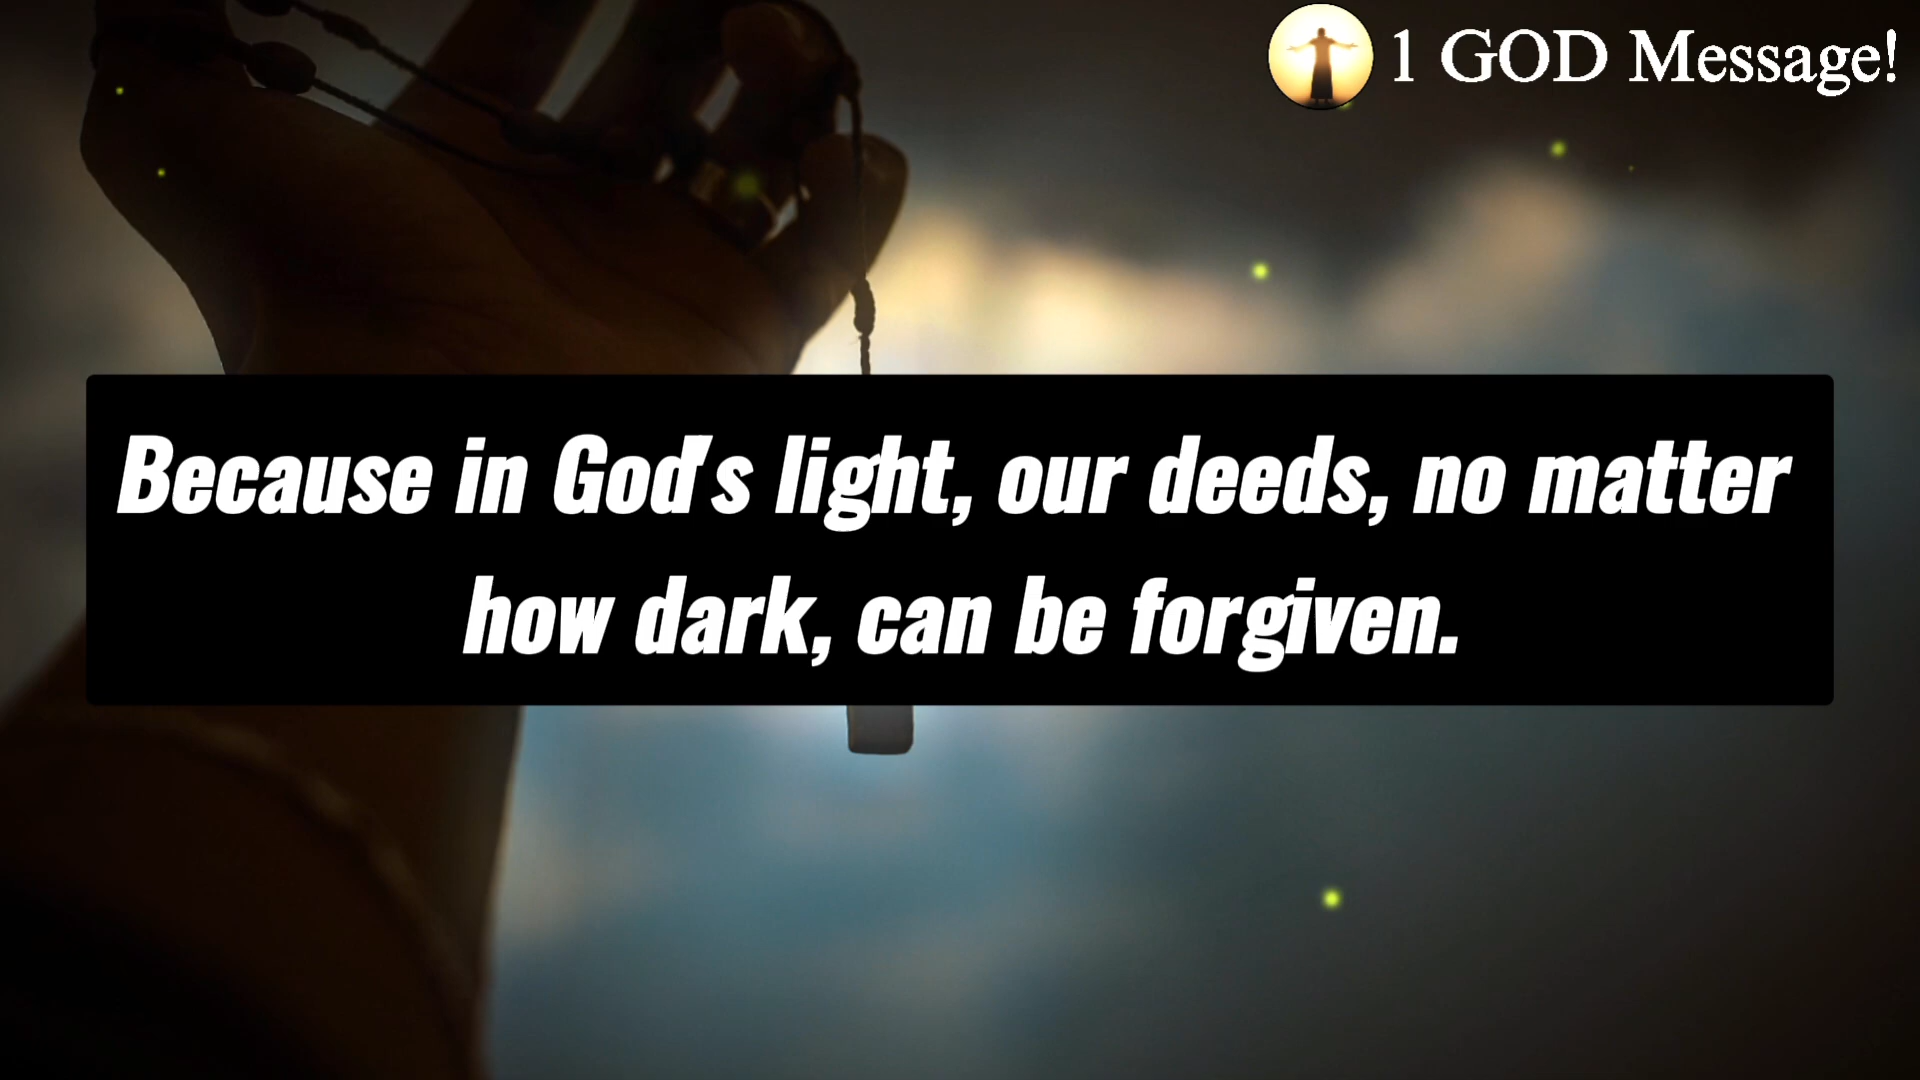 1 GOD Message!
Because in God's light, our deeds, no matter
how dark, can be forgiven.